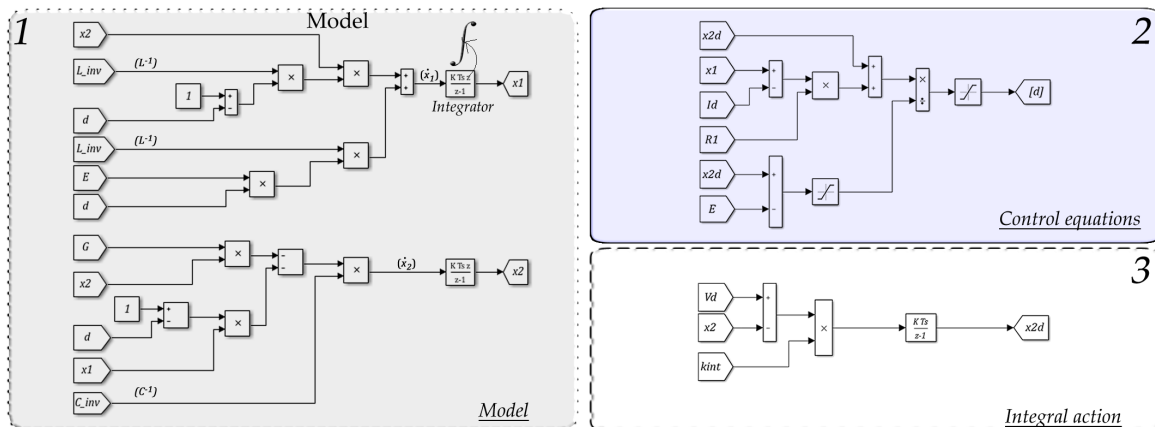 1
Model
x2
L_inv
(L⁻¹)
1
+
−
d
×
×
+
+
(ẋ₁)
∫
K Ts z
z-1
Integrator
x1
L_inv
(L⁻¹)
E
d
×
×
G
x2
×
−
−
×
(ẋ₂)
K Ts z
z-1
x2
1
+
−
d
×
x1
C_inv
(C⁻¹)
Model
2
x2d
x1
Id
+
−
×
+
+
×
÷
[d]
R1
x2d
E
+
−
Control equations
3
Vd
x2
+
−
×
kint
K Ts
z-1
x2d
Integral action